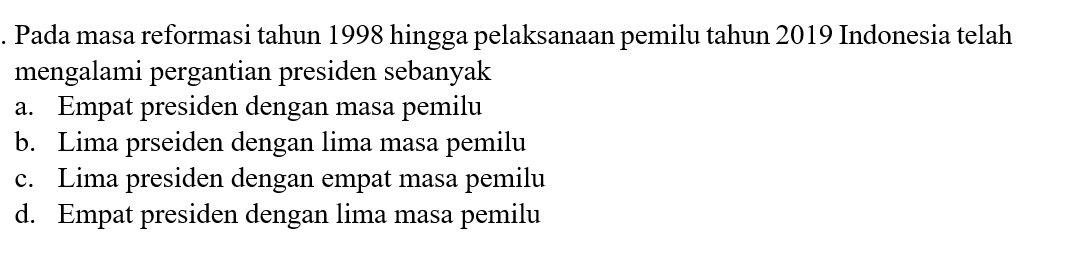 . Pada masa reformasi tahun 1998 hingga pelaksanaan pemilu tahun 2019 Indonesia telah
mengalami pergantian presiden sebanyak
a. Empat presiden dengan masa pemilu
b. Lima prseiden dengan lima masa pemilu
c. Lima presiden dengan empat masa pemilu
d. Empat presiden dengan lima masa pemilu